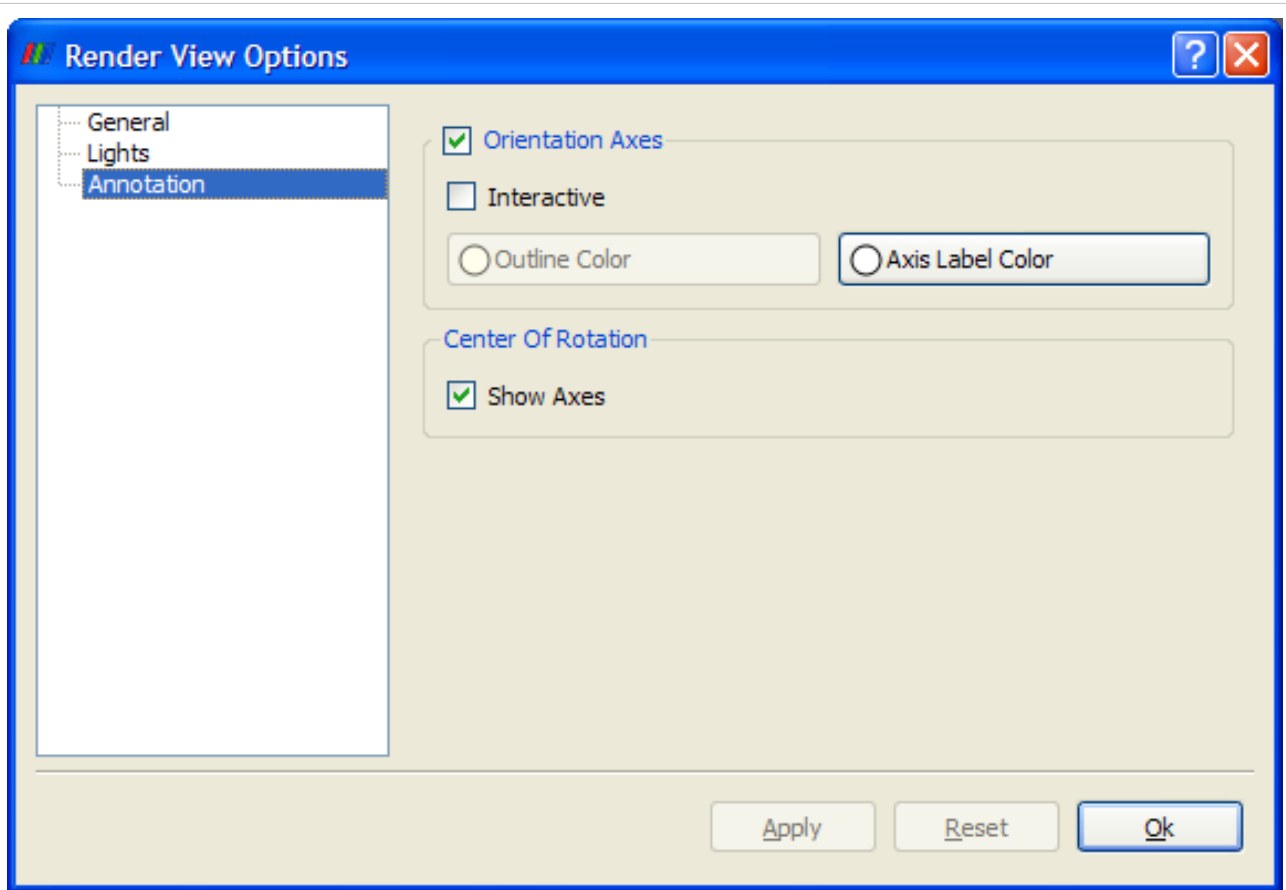 Render View Options
?
General
Lights
Annotation
Orientation Axes
Interactive
Outline Color
Axis Label Color
Center Of Rotation
Show Axes
Apply
Reset
Ok